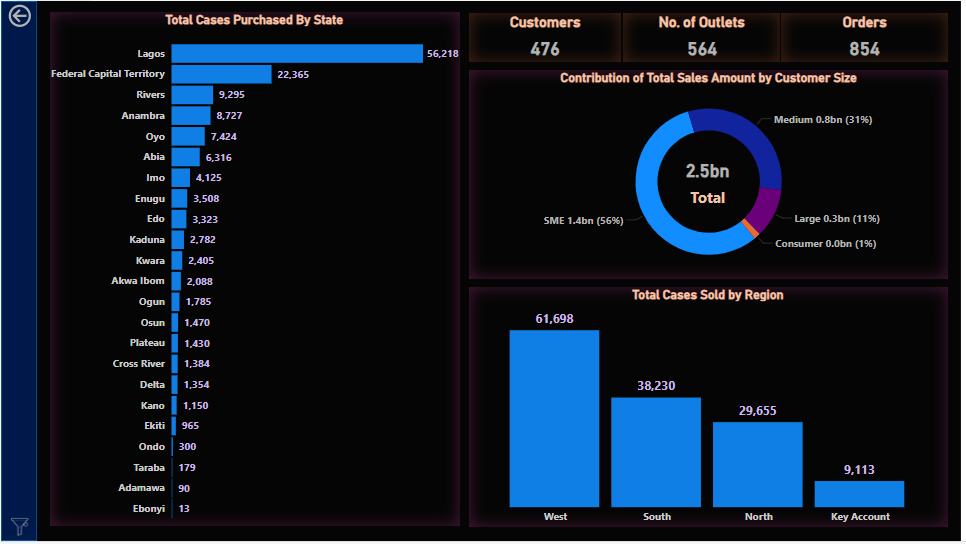 Total Cases Purchased By State
Lagos 56,218
Federal Capital Territory 22,365
Rivers 9,295
Anambra 8,727
Oyo 7,424
Abia 6,316
Imo 4,125
Enugu 3,508
Edo 3,323
Kaduna 2,782
Kwara 2,405
Akwa Ibom 2,088
Ogun 1,785
Osun 1,470
Plateau 1,430
Cross River 1,384
Delta 1,354
Kano 1,150
Ekiti 965
Ondo 300
Taraba 179
Adamawa 90
Ebonyi 13
Customers
476
No. of Outlets
564
Orders
854
Contribution of Total Sales Amount by Customer Size
Medium 0.8bn (31%)
2.5bn
Total
SME 1.4bn (56%)
Large 0.3bn (11%)
Consumer 0.0bn (1%)
Total Cases Sold by Region
61,698
38,230
29,655
9,113
West South North Key Account